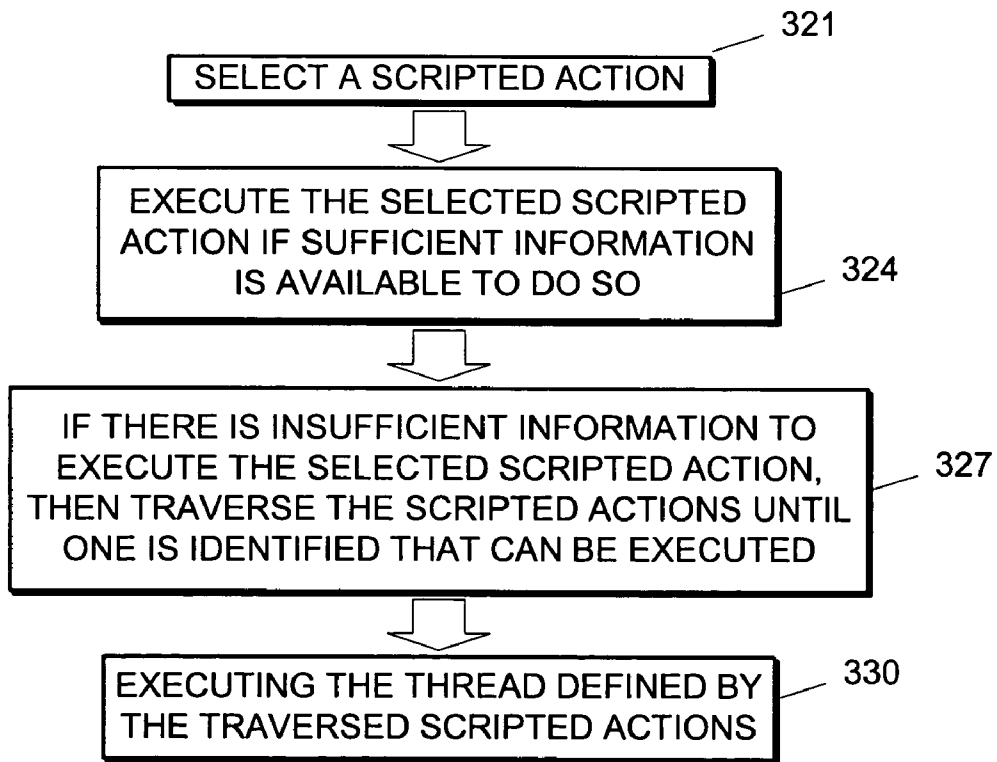 321
SELECT A SCRIPTED ACTION
EXECUTE THE SELECTED SCRIPTED
ACTION IF SUFFICIENT INFORMATION
IS AVAILABLE TO DO SO
324
IF THERE IS INSUFFICIENT INFORMATION TO
EXECUTE THE SELECTED SCRIPTED ACTION,
THEN TRAVERSE THE SCRIPTED ACTIONS UNTIL
ONE IS IDENTIFIED THAT CAN BE EXECUTED
327
EXECUTING THE THREAD DEFINED BY
THE TRAVERSED SCRIPTED ACTIONS
330